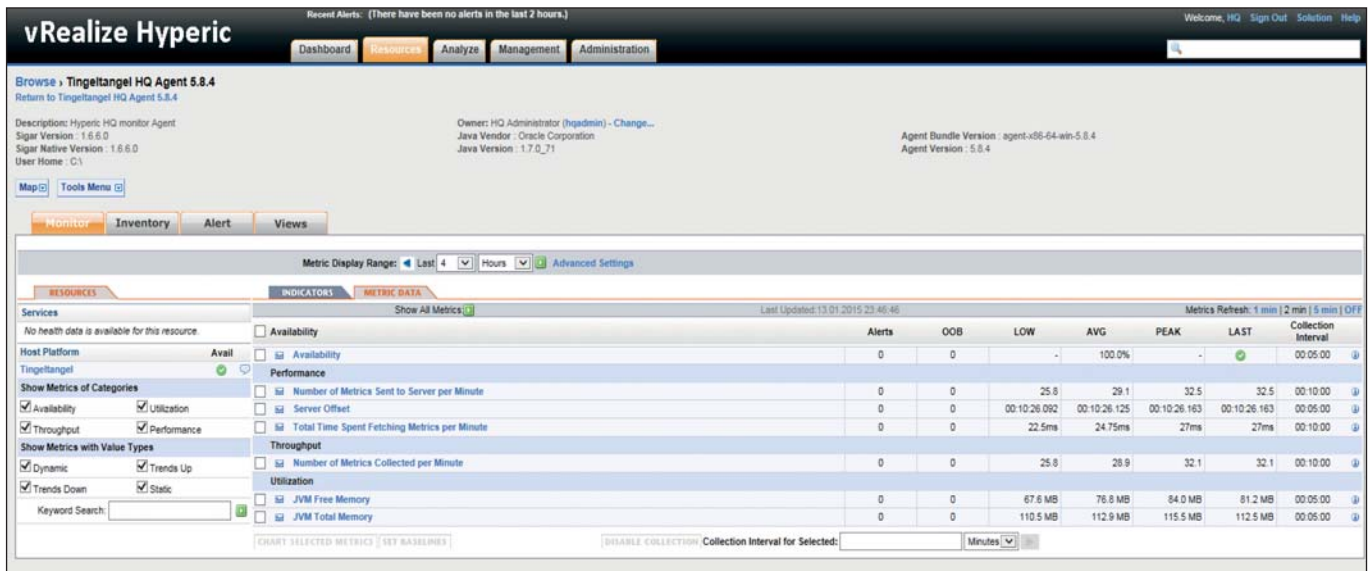 Recent Alerts: (There have been no alerts in the last 2 hours.)
Welcome, HQ Sign Out Solution Help
vRealize Hyperic
Dashboard Resources Analyze Management Administration
Browse › Tingeltangel HQ Agent 5.8.4
Return to Tingeltangel HQ Agent 5.8.4
Description: Hyperic HQ monitor Agent
Owner: HQ Administrator (hqadmin) - Change...
Sigar Version : 1.6.6.0
Java Vendor : Oracle Corporation
Agent Bundle Version : agent-x86-64-win-5.8.4
Sigar Native Version : 1.6.6.0
Java Version : 1.7.0_71
Agent Version : 5.8.4
User Home : C:\
Map Tools Menu
Monitor Inventory Alert Views
Metric Display Range: Last 4 Hours Advanced Settings
RESOURCES
INDICATORS METRIC DATA
Services
Show All Metrics
Last Updated:13.01.2015 23:46:46
Metrics Refresh: 1 min | 2 min | 5 min | OFF
No health data is available for this resource.
Availability Alerts OOB LOW AVG PEAK LAST Collection Interval
Host Platform Avail
Availability 0 0 - 100.0% - 00:05:00
Tingeltangel
Performance
Show Metrics of Categories
Number of Metrics Sent to Server per Minute 0 0 25.8 29.1 32.5 32.5 00:10:00
Availability Utilization
Server Offset 0 0 00:10:26.092 00:10:26.125 00:10:26.163 00:10:26.163 00:05:00
Throughput Performance
Total Time Spent Fetching Metrics per Minute 0 0 22.5ms 24.75ms 27ms 27ms 00:10:00
Show Metrics with Value Types
Throughput
Dynamic Trends Up
Number of Metrics Collected per Minute 0 0 25.8 28.9 32.1 32.1 00:10:00
Trends Down Static
Utilization
Keyword Search:
JVM Free Memory 0 0 67.6 MB 76.8 MB 84.0 MB 81.2 MB 00:05:00
JVM Total Memory 0 0 110.5 MB 112.9 MB 115.5 MB 112.5 MB 00:05:00
CHART SELECTED METRICS SET BASELINES DISABLE COLLECTION Collection Interval for Selected: Minutes